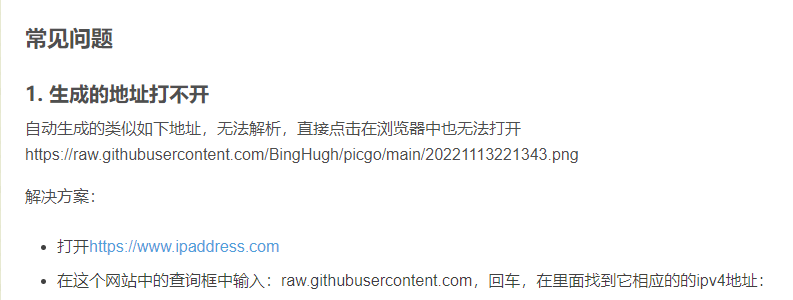 常见问题
1. 生成的地址打不开
自动生成的类似如下地址，无法解析，直接点击在浏览器中也无法打开
https://raw.githubusercontent.com/BingHugh/picgo/main/20221113221343.png
解决方案：
打开https://www.ipaddress.com
在这个网站中的查询框中输入：raw.githubusercontent.com，回车，在里面找到它相应的的ipv4地址：